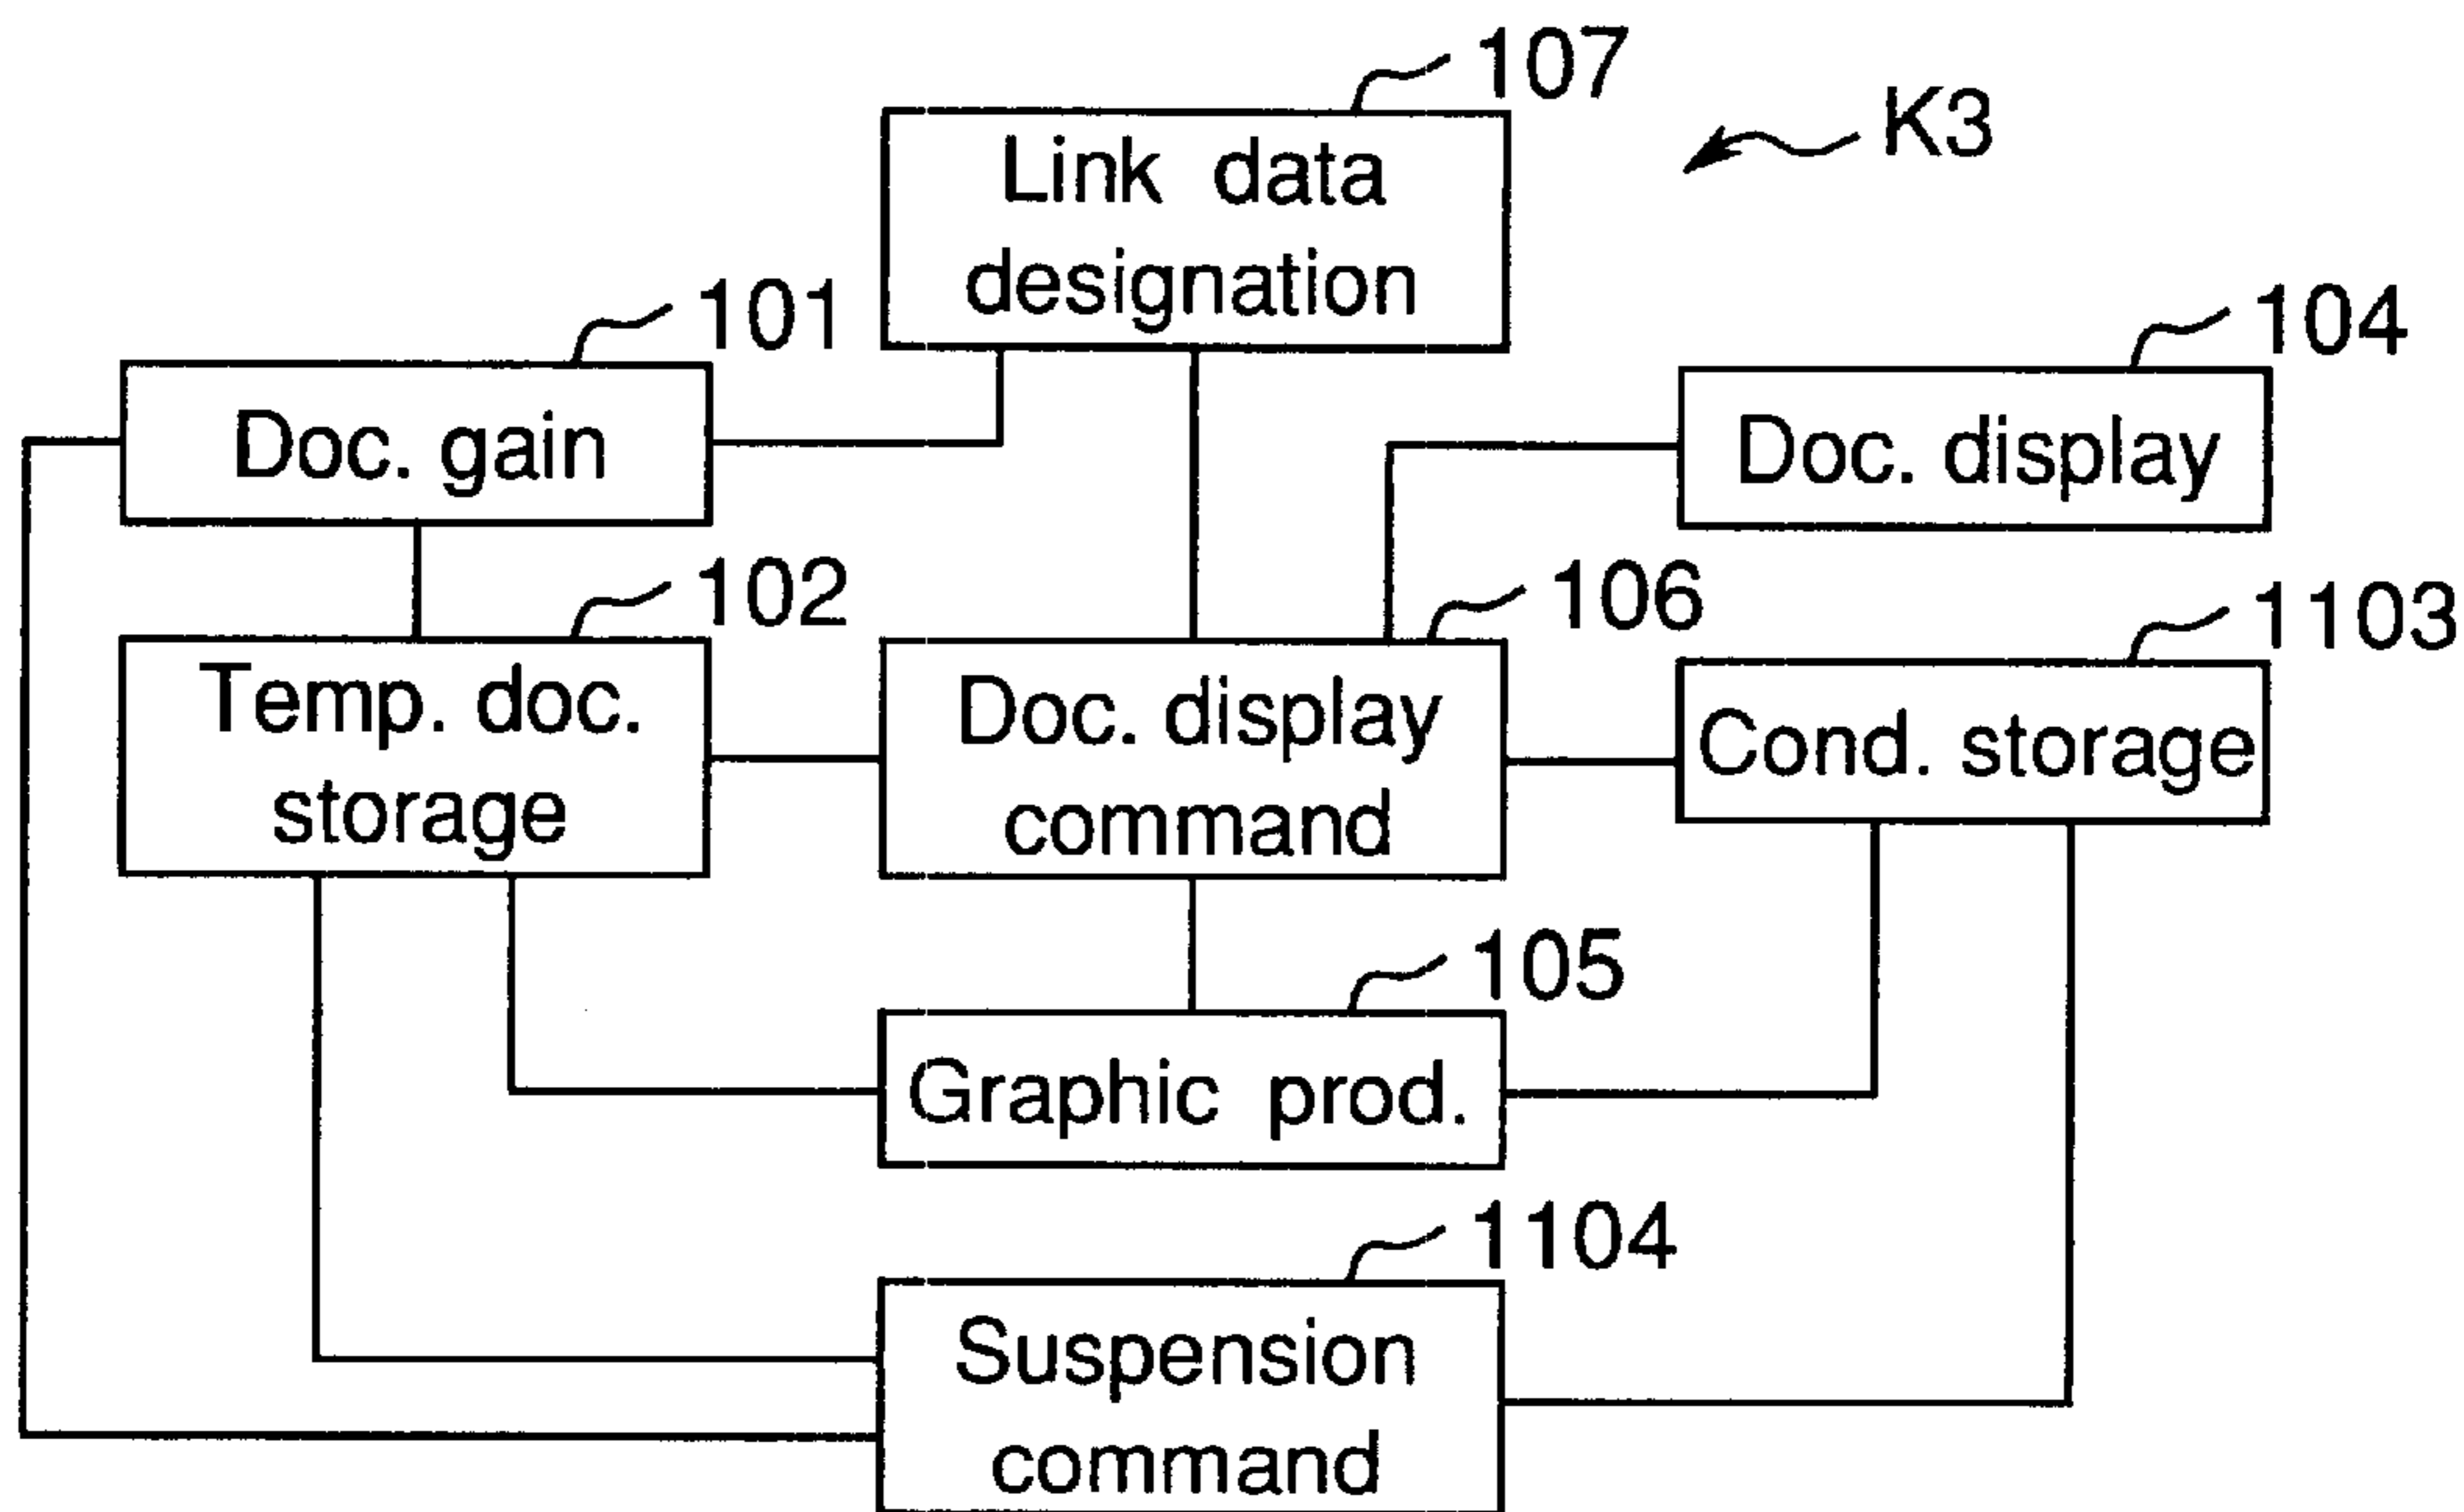 107
K3
Link data
designation
101
104
Doc. gain
Doc. display
102
106
1103
Temp. doc.
storage
Doc. display
command
Cond. storage
105
Graphic prod.
1104
Suspension
command